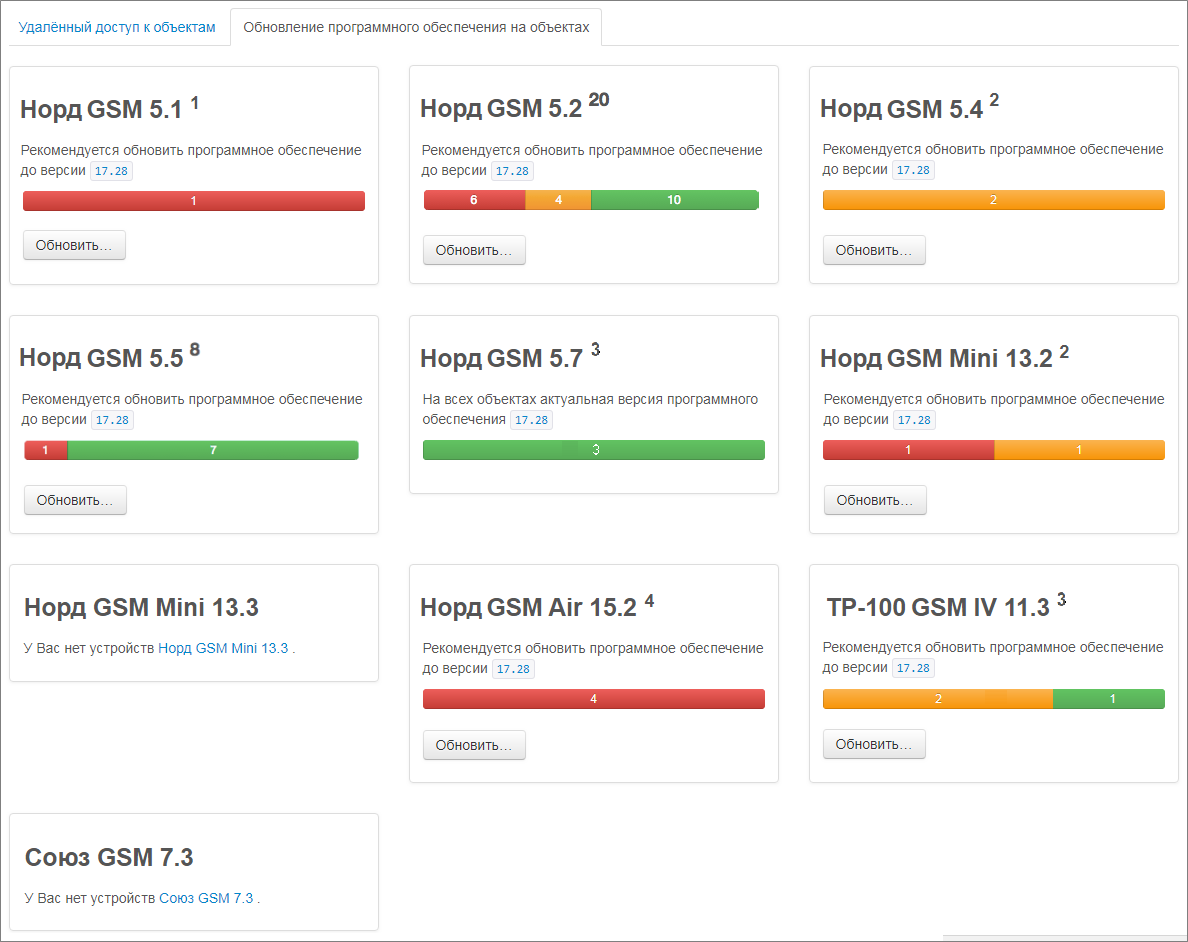 Удалённый доступ к объектам
Обновление программного обеспечения на объектах
Норд GSM 5.1 1
Рекомендуется обновить программное обеспечение
до версии 17.28
1
Обновить…
Норд GSM 5.2 20
Рекомендуется обновить программное обеспечение
до версии 17.28
6 4 10
Обновить…
Норд GSM 5.4 2
Рекомендуется обновить программное обеспечение
до версии 17.28
2
Обновить…
Норд GSM 5.5 8
Рекомендуется обновить программное обеспечение
до версии 17.28
1 7
Обновить…
Норд GSM 5.7 3
На всех объектах актуальная версия программного
обеспечения 17.28
3
Норд GSM Mini 13.2 2
Рекомендуется обновить программное обеспечение
до версии 17.28
1 1
Обновить…
Норд GSM Mini 13.3
У Вас нет устройств Норд GSM Mini 13.3 .
Норд GSM Air 15.2 4
Рекомендуется обновить программное обеспечение
до версии 17.28
4
Обновить…
ТР-100 GSM IV 11.3 3
Рекомендуется обновить программное обеспечение
до версии 17.28
2 1
Обновить…
Союз GSM 7.3
У Вас нет устройств Союз GSM 7.3 .